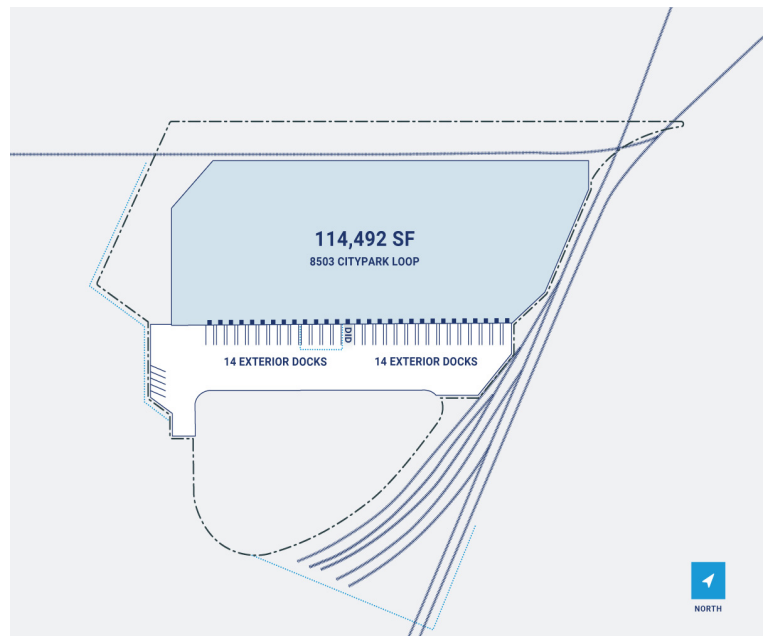 114,492 SF
8503 CITYPARK LOOP
DID
14 EXTERIOR DOCKS
14 EXTERIOR DOCKS
NORTH